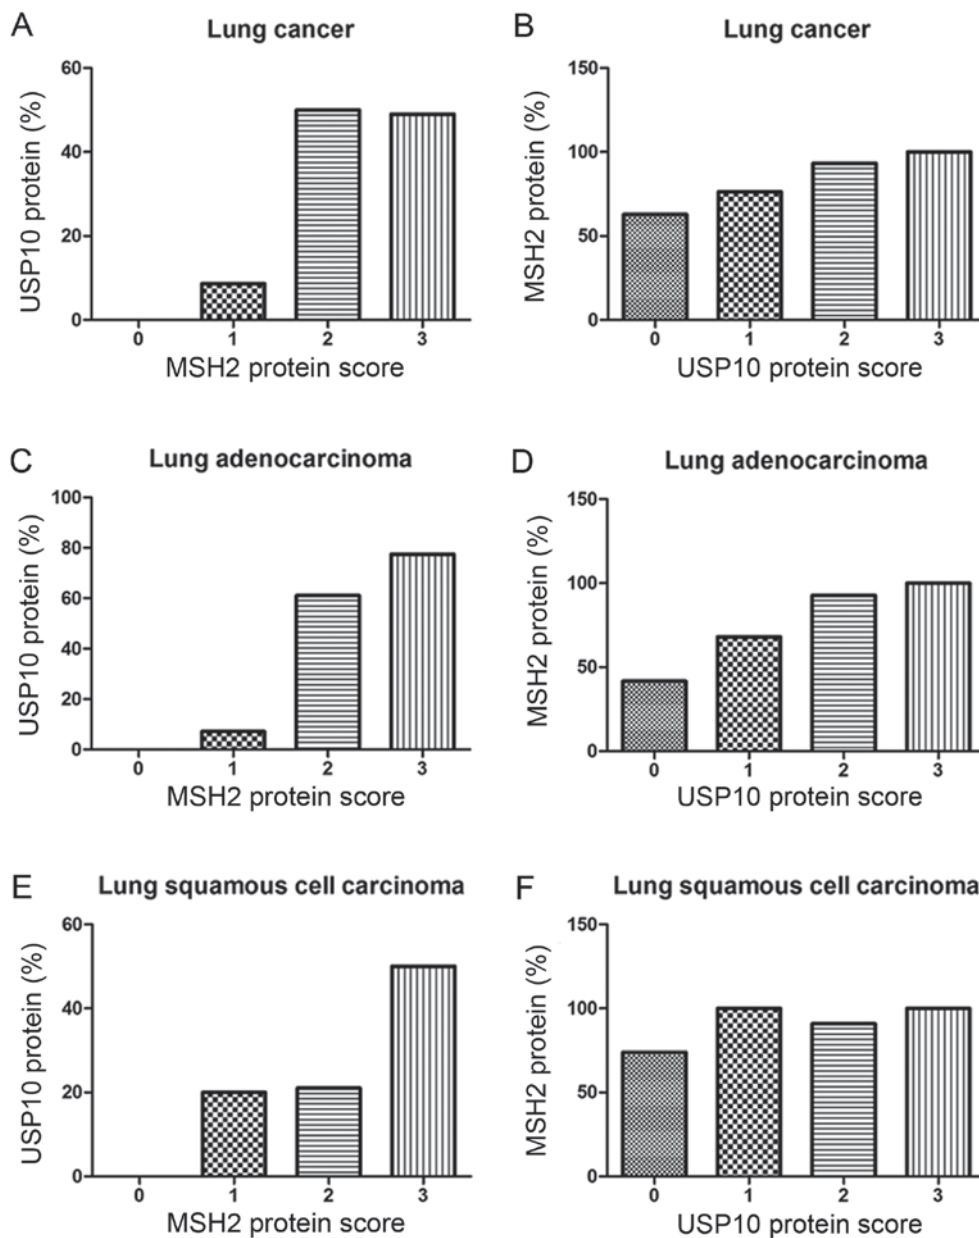 A
Lung cancer
60
40
20
0
USP10 protein (%)
0 1 2 3
MSH2 protein score
B
Lung cancer
150
100
50
0
MSH2 protein (%)
0 1 2 3
USP10 protein score
C
Lung adenocarcinoma
100
80
60
40
20
0
USP10 protein (%)
0 1 2 3
MSH2 protein score
D
Lung adenocarcinoma
150
100
50
0
MSH2 protein (%)
0 1 2 3
USP10 protein score
E
Lung squamous cell carcinoma
60
40
20
0
USP10 protein (%)
0 1 2 3
MSH2 protein score
F
Lung squamous cell carcinoma
150
100
50
0
MSH2 protein (%)
0 1 2 3
USP10 protein score